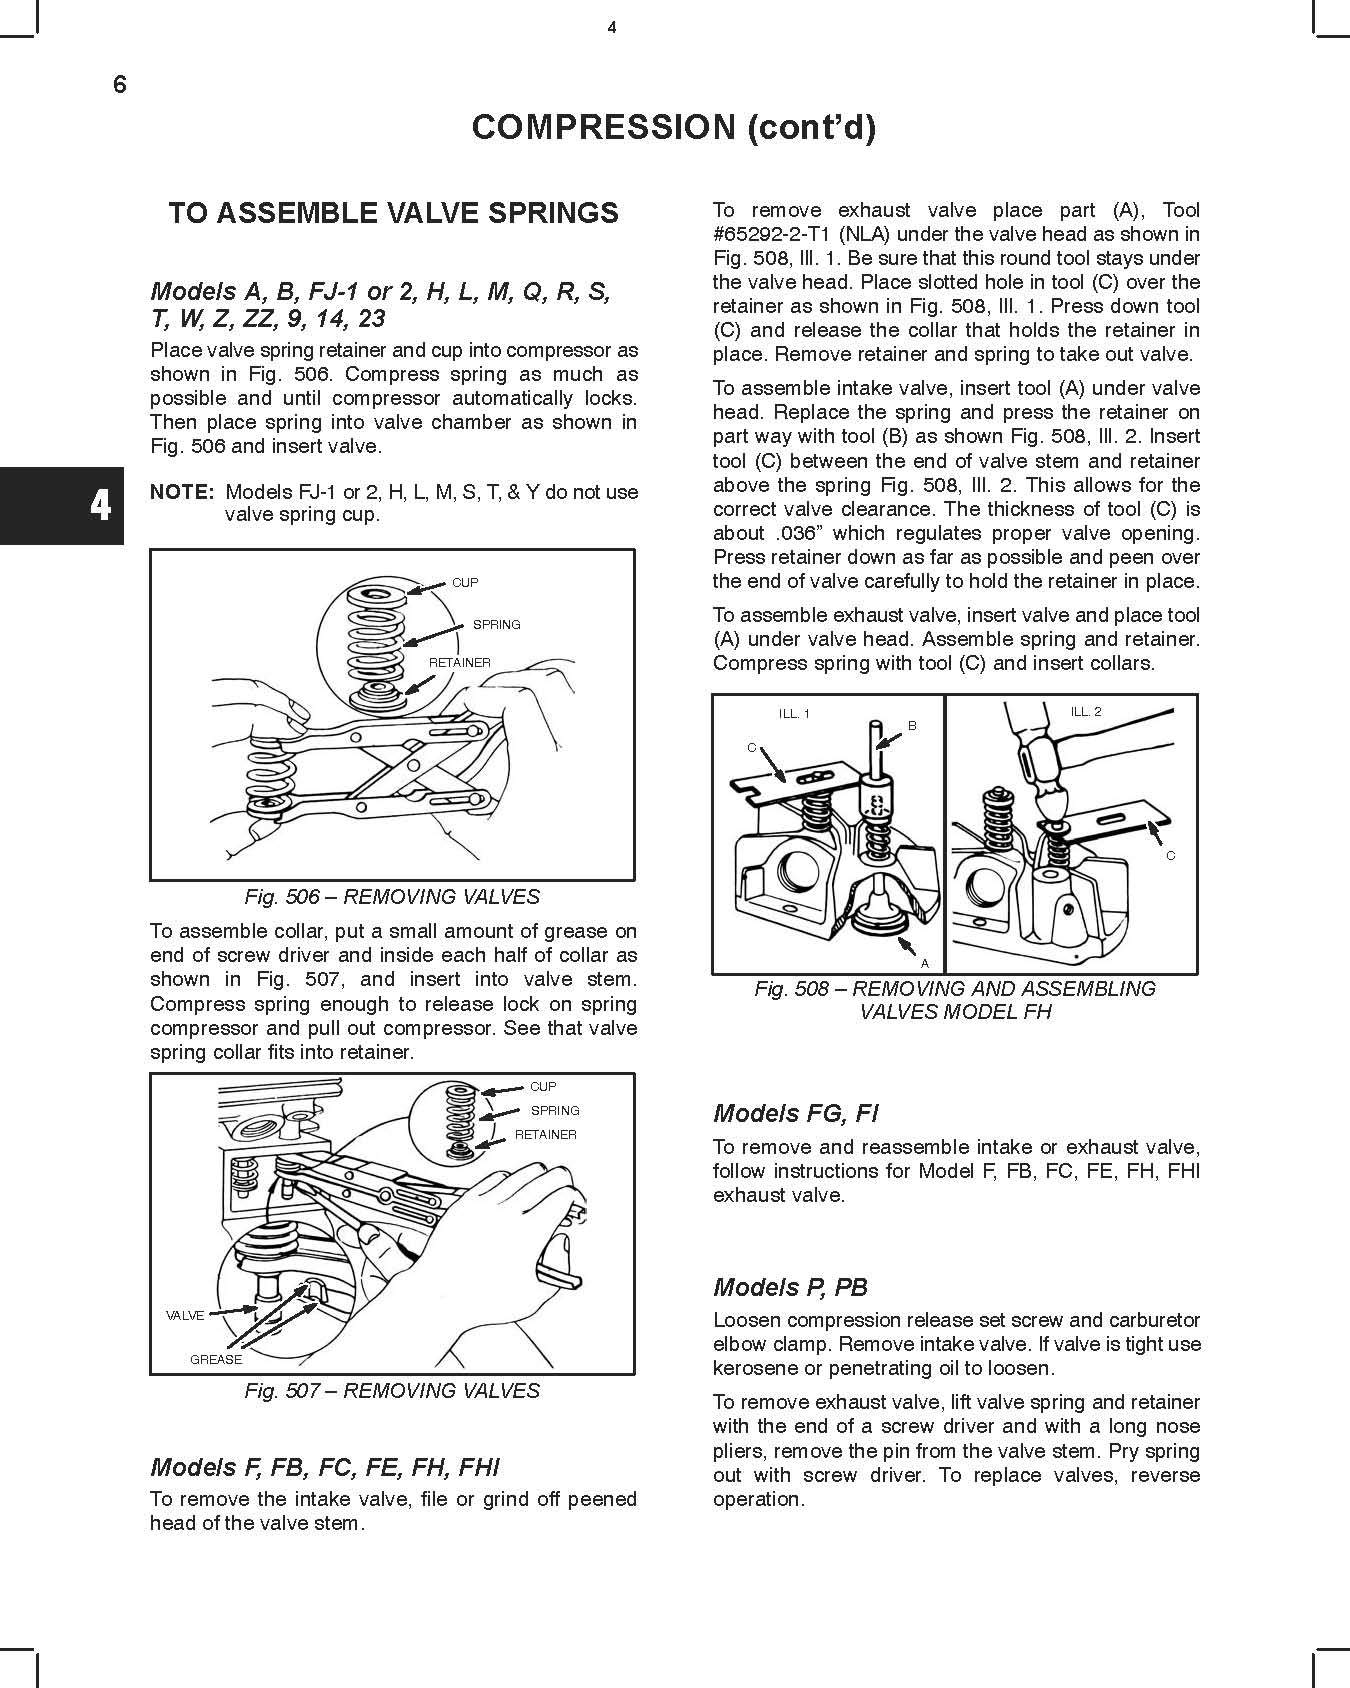 4
6
COMPRESSION (cont’d)
TO ASSEMBLE VALVE SPRINGS
Models A, B, FJ-1 or 2, H, L, M, Q, R, S,
T, W, Z, ZZ, 9, 14, 23
Place valve spring retainer and cup into compressor as
shown in Fig. 506. Compress spring as much as
possible and until compressor automatically locks.
Then place spring into valve chamber as shown in
Fig. 506 and insert valve.
4
NOTE: Models FJ-1 or 2, H, L, M, S, T, & Y do not use
valve spring cup.
CUP
SPRING
RETAINER
Fig. 506 – REMOVING VALVES
To assemble collar, put a small amount of grease on
end of screw driver and inside each half of collar as
shown in Fig. 507, and insert into valve stem.
Compress spring enough to release lock on spring
compressor and pull out compressor. See that valve
spring collar fits into retainer.
CUP
SPRING
RETAINER
VALVE
GREASE
Fig. 507 – REMOVING VALVES
Models F, FB, FC, FE, FH, FHI
To remove the intake valve, file or grind off peened
head of the valve stem.
To remove exhaust valve place part (A), Tool
#65292-2-T1 (NLA) under the valve head as shown in
Fig. 508, Ill. 1. Be sure that this round tool stays under
the valve head. Place slotted hole in tool (C) over the
retainer as shown in Fig. 508, Ill. 1. Press down tool
(C) and release the collar that holds the retainer in
place. Remove retainer and spring to take out valve.
To assemble intake valve, insert tool (A) under valve
head. Replace the spring and press the retainer on
part way with tool (B) as shown Fig. 508, Ill. 2. Insert
tool (C) between the end of valve stem and retainer
above the spring Fig. 508, Ill. 2. This allows for the
correct valve clearance. The thickness of tool (C) is
about .036” which regulates proper valve opening.
Press retainer down as far as possible and peen over
the end of valve carefully to hold the retainer in place.
To assemble exhaust valve, insert valve and place tool
(A) under valve head. Assemble spring and retainer.
Compress spring with tool (C) and insert collars.
ILL. 1
B
C
A
ILL. 2
C
Fig. 508 – REMOVING AND ASSEMBLING
VALVES MODEL FH
Models FG, FI
To remove and reassemble intake or exhaust valve,
follow instructions for Model F, FB, FC, FE, FH, FHI
exhaust valve.
Models P, PB
Loosen compression release set screw and carburetor
elbow clamp. Remove intake valve. If valve is tight use
kerosene or penetrating oil to loosen.
To remove exhaust valve, lift valve spring and retainer
with the end of a screw driver and with a long nose
pliers, remove the pin from the valve stem. Pry spring
out with screw driver. To replace valves, reverse
operation.